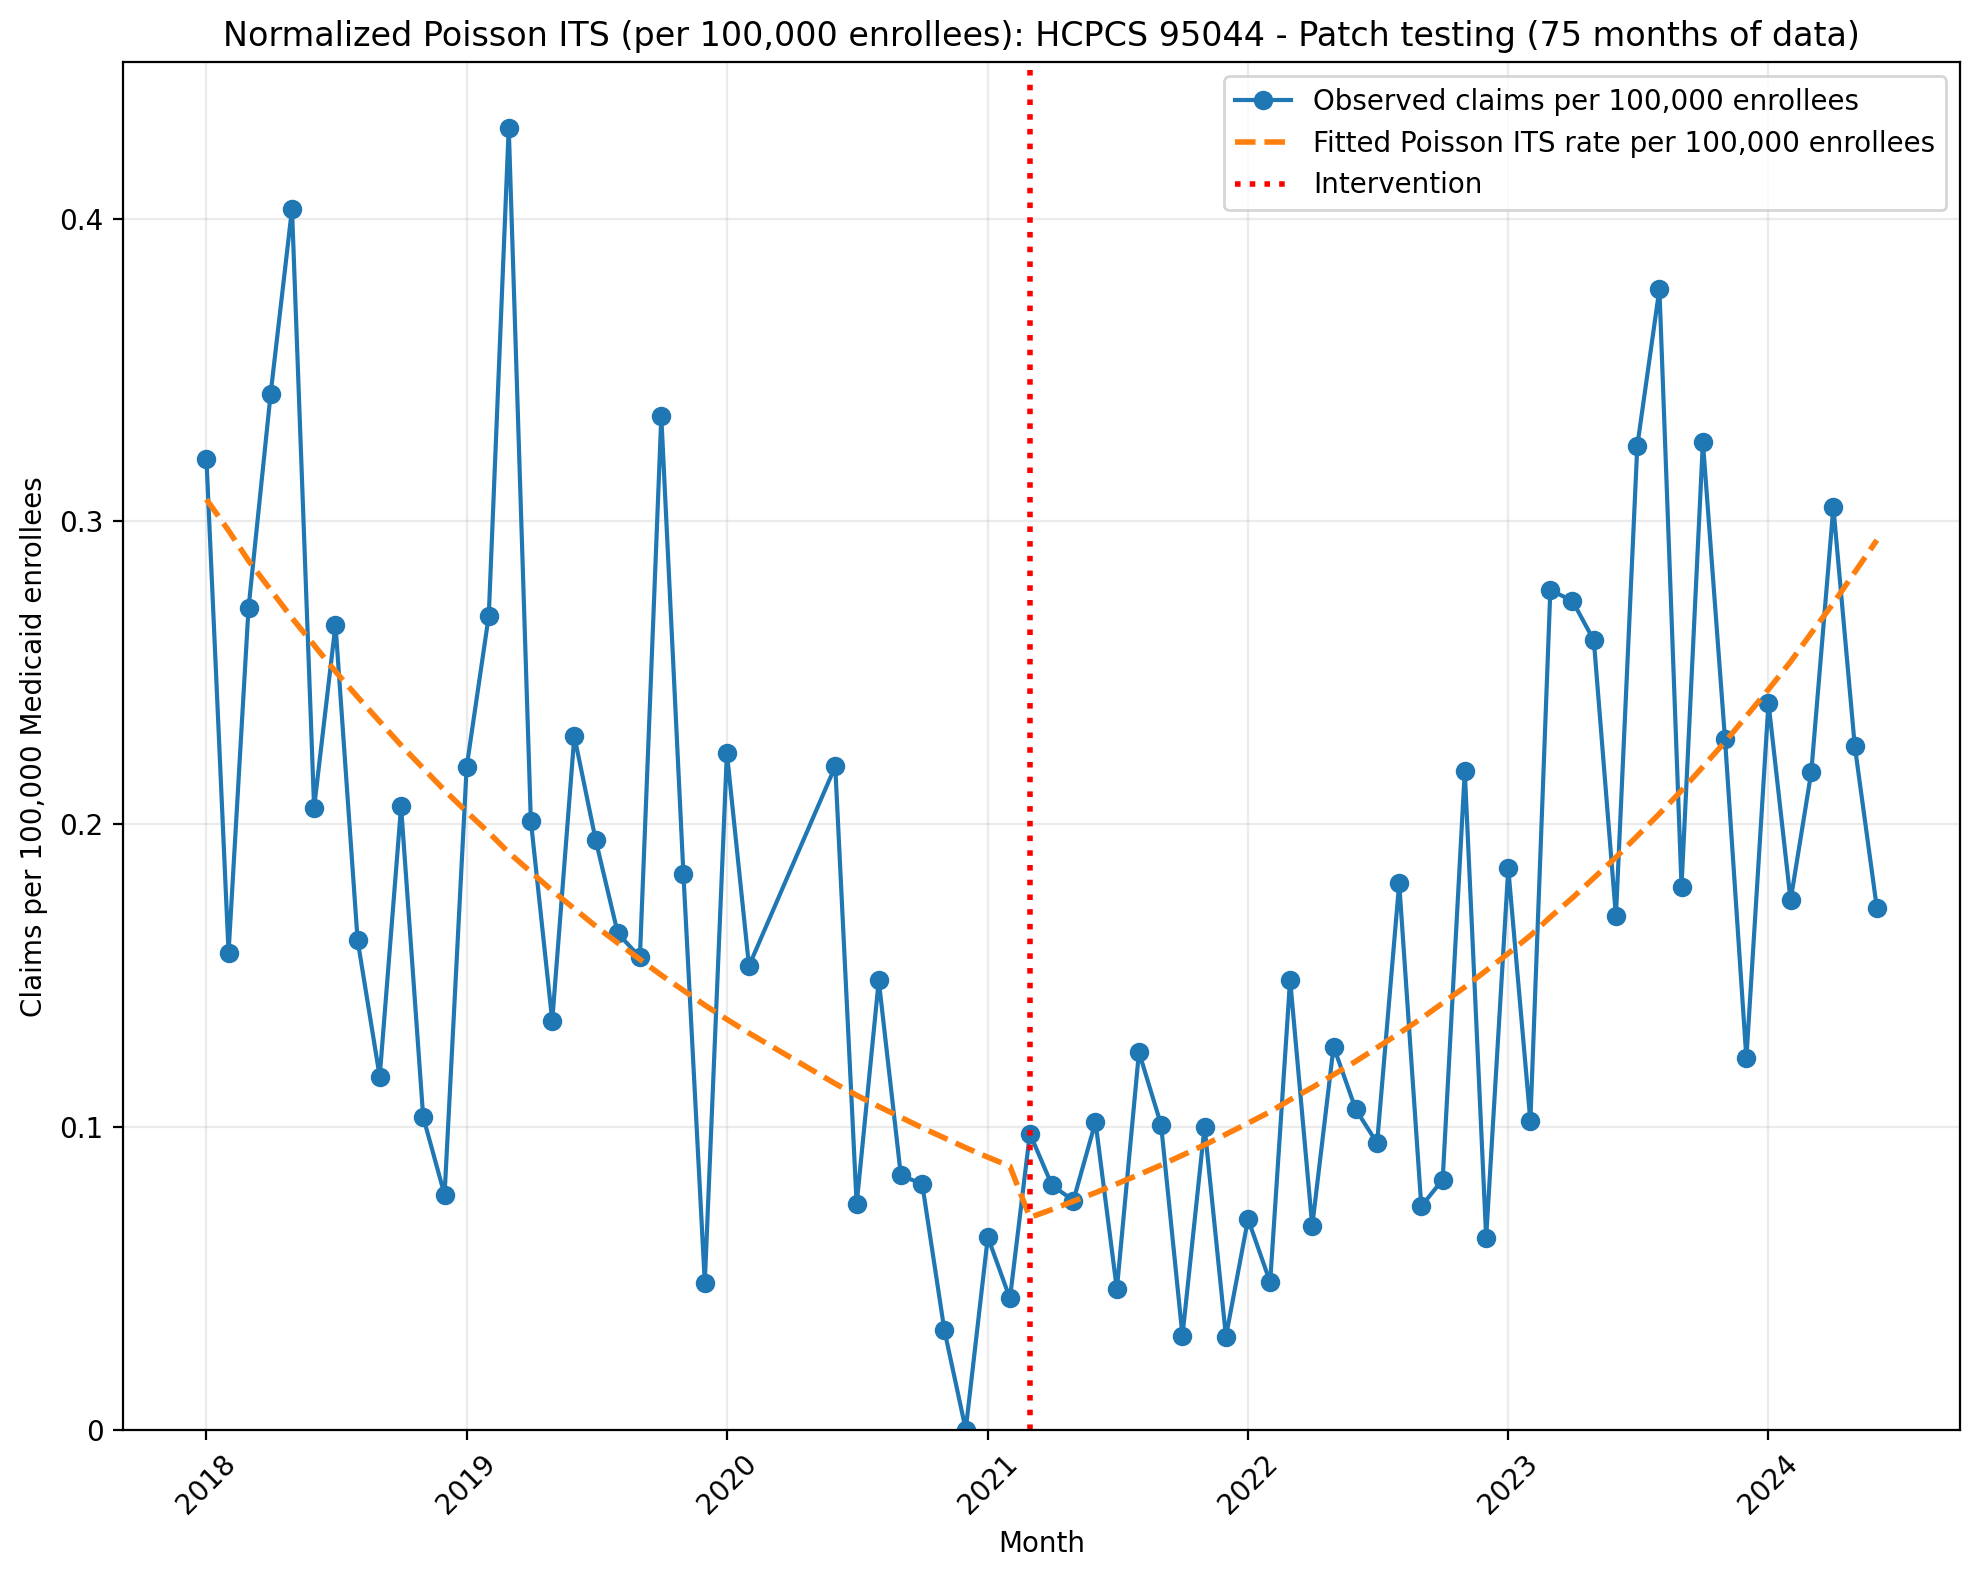 Normalized Poisson ITS (per 100,000 enrollees): HCPCS 95044 - Patch testing (75 months of data)
Observed claims per 100,000 enrollees
Fitted Poisson ITS rate per 100,000 enrollees
Intervention
Claims per 100,000 Medicaid enrollees
0.4
0.3
0.2
0.1
0
2018
2019
2020
2021
2022
2023
2024
Month